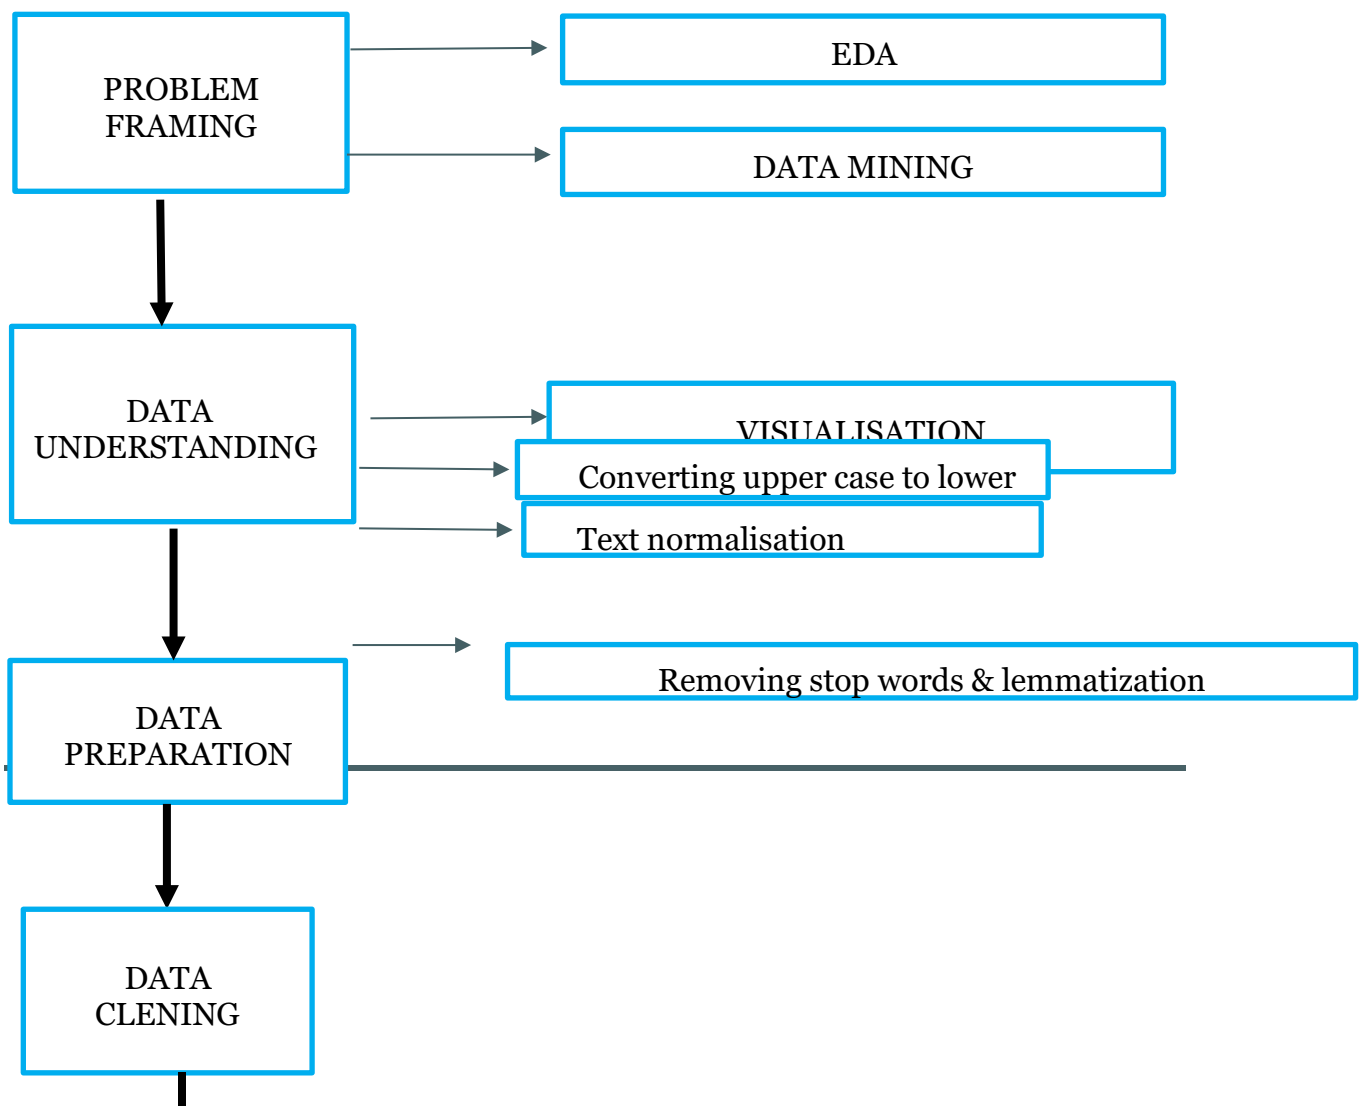 PROBLEM
FRAMING
EDA
DATA MINING
DATA
UNDERSTANDING
VISUALISATION
Converting upper case to lower
Text normalisation
DATA
PREPARATION
Removing stop words & lemmatization
DATA
CLENING